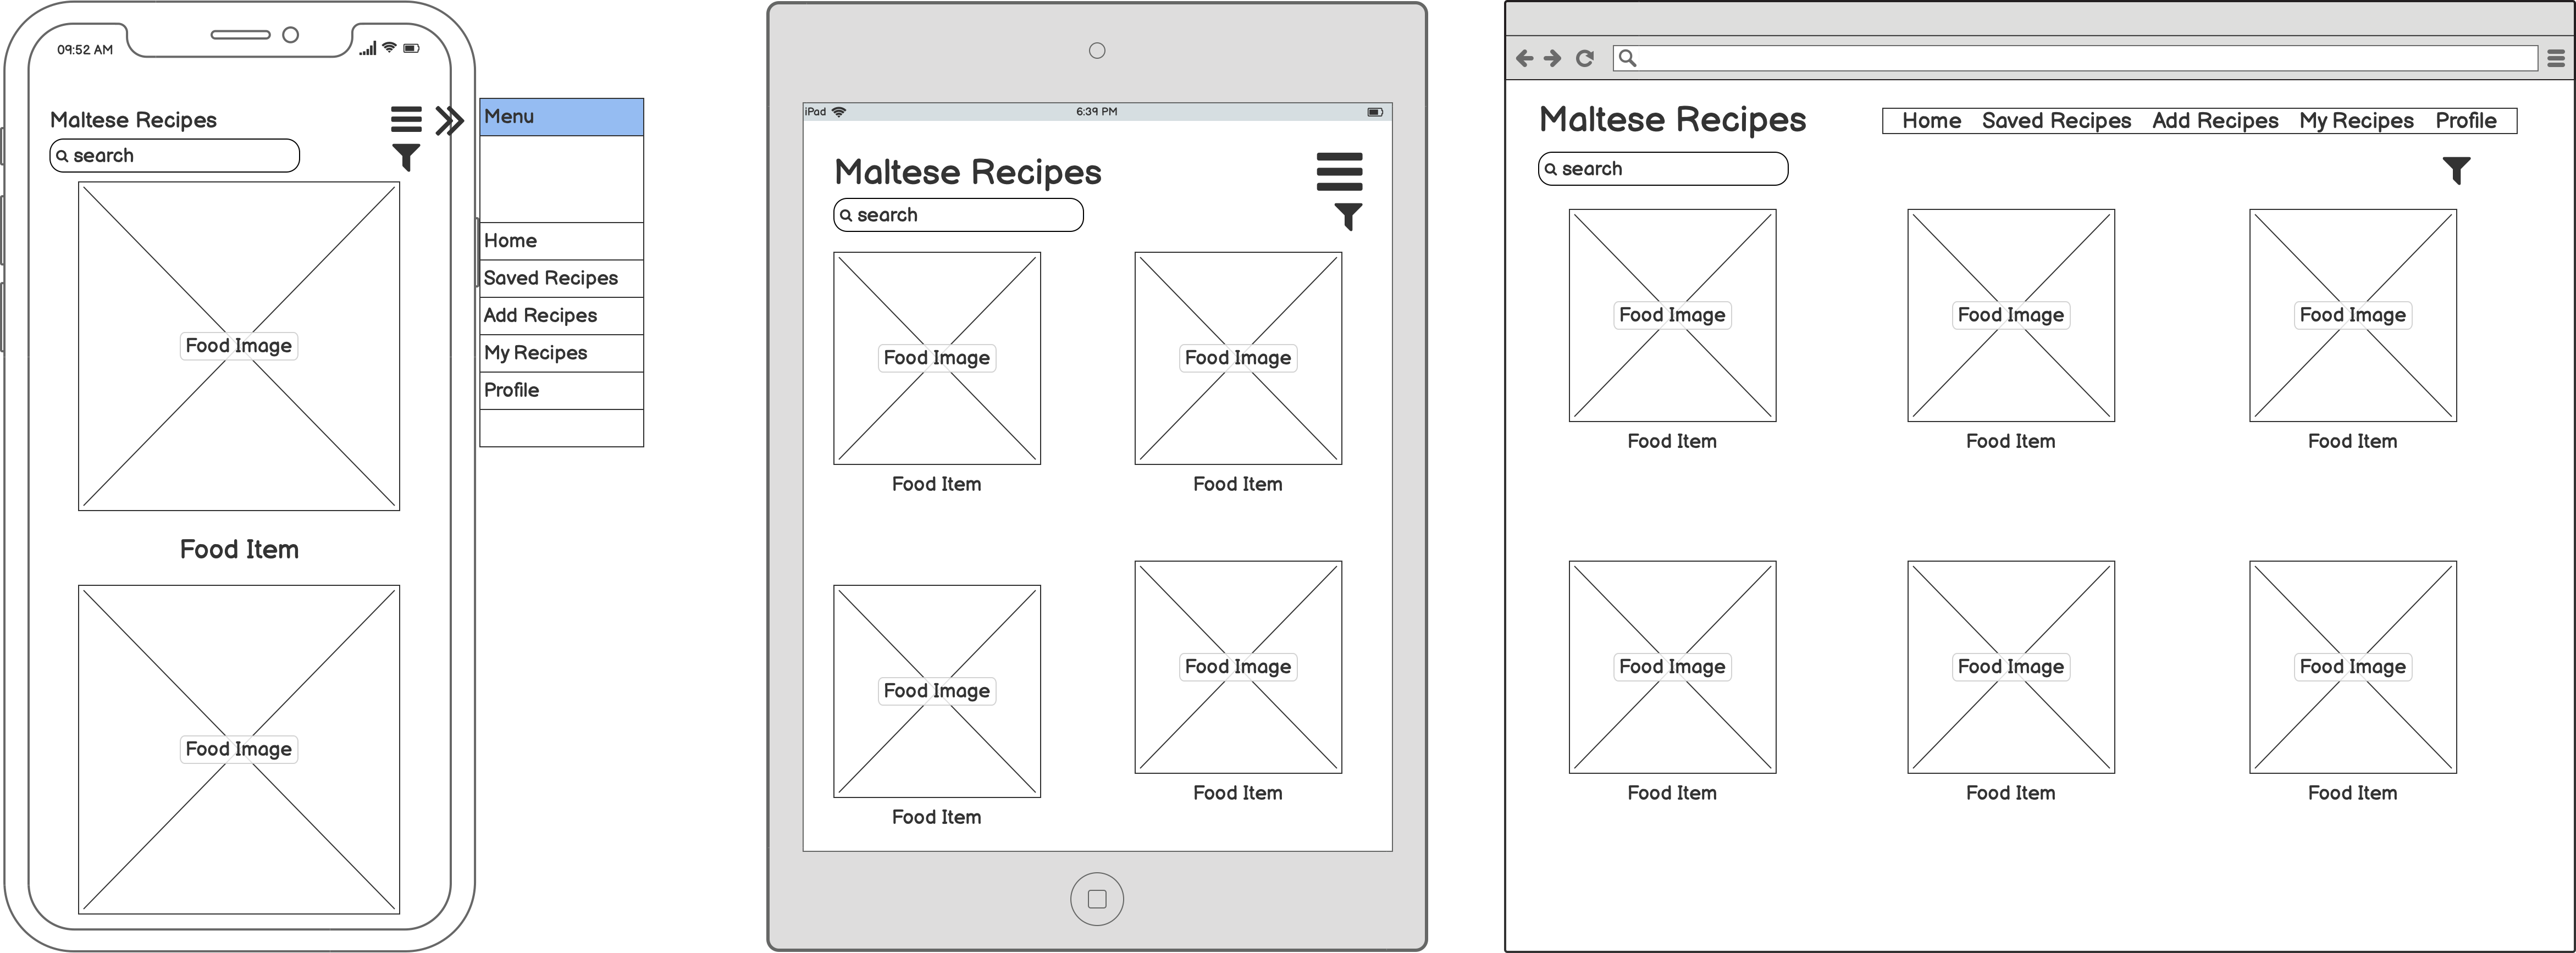 09:52 AM
Maltese Recipes
search
Food Image
Food Item
Food Image
Menu
Home
Saved Recipes
Add Recipes
My Recipes
Profile
iPad 6:39 PM
Maltese Recipes
search
Food Image Food Image
Food Item Food Item
Food Image Food Image
Food Item Food Item
Maltese Recipes Home Saved Recipes Add Recipes My Recipes Profile
search
Food Image Food Image Food Image
Food Item Food Item Food Item
Food Image Food Image Food Image
Food Item Food Item Food Item